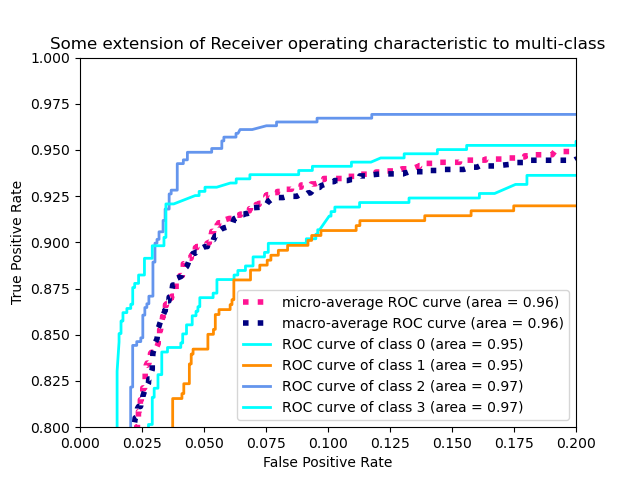 Some extension of Receiver operating characteristic to multi-class
1.000
0.975
0.950
0.925
0.900
0.875
0.850
0.825
0.800
True Positive Rate
micro-average ROC curve (area = 0.96)
macro-average ROC curve (area = 0.96)
ROC curve of class 0 (area = 0.95)
ROC curve of class 1 (area = 0.95)
ROC curve of class 2 (area = 0.97)
ROC curve of class 3 (area = 0.97)
0.000 0.025 0.050 0.075 0.100 0.125 0.150 0.175 0.200
False Positive Rate